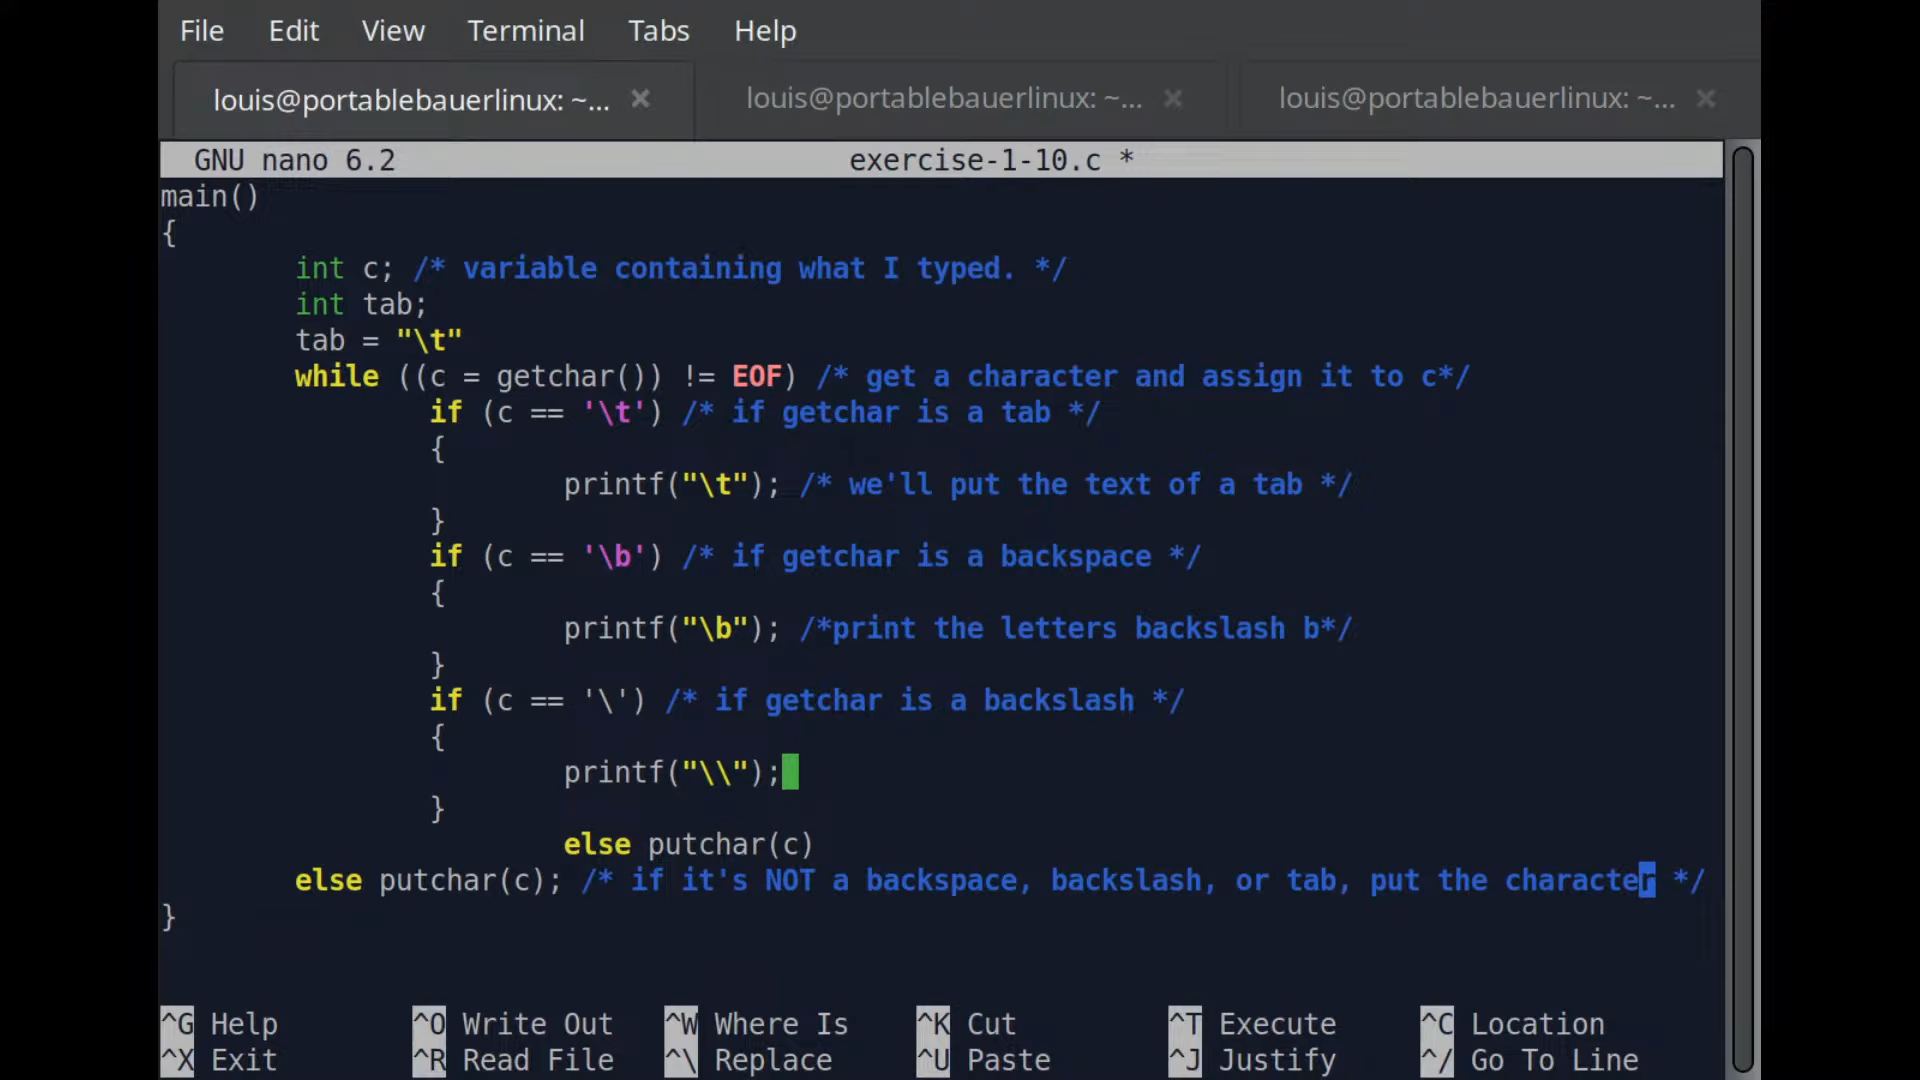 File Edit View Terminal Tabs Help
louis@portablebauerlinux: ~... × louis@portablebauerlinux: ~... × louis@portablebauerlinux: ~... ×
GNU nano 6.2 exercise-1-10.c *
main()
{
int c; /* variable containing what I typed. */
int tab;
tab = "\t"
while ((c = getchar()) != EOF) /* get a character and assign it to c*/
if (c == '\t') /* if getchar is a tab */
{
printf("\t"); /* we'll put the text of a tab */
}
if (c == '\b') /* if getchar is a backspace */
{
printf("\b"); /*print the letters backslash b*/
}
if (c == '\') /* if getchar is a backslash */
{
printf("\\");
}
else putchar(c)
else putchar(c); /* if it's NOT a backspace, backslash, or tab, put the character */
}
^G Help ^O Write Out ^W Where Is ^K Cut ^T Execute ^C Location
^X Exit ^R Read File ^\ Replace ^U Paste ^J Justify ^/ Go To Line